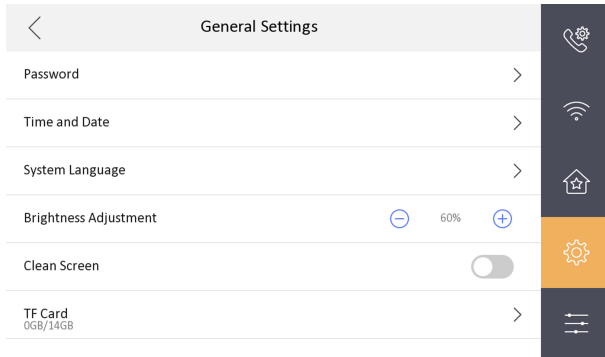 General Settings
Password
Time and Date
System Language
Brightness Adjustment 60%
Clean Screen
TF Card
0GB/14GB